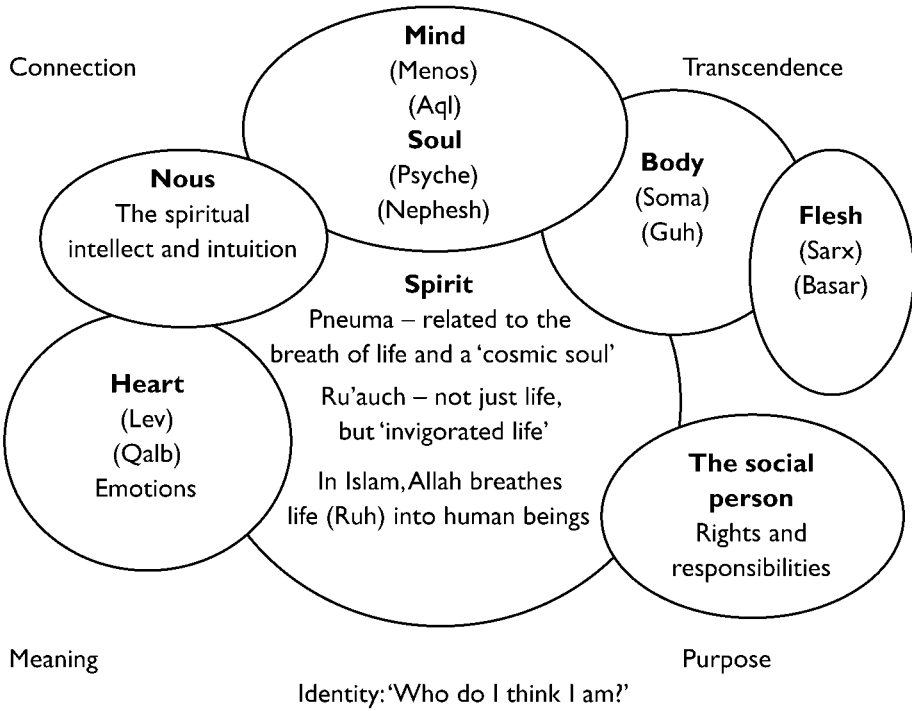 Connection
Transcendence
Mind
(Menos)
(Aql)
Soul
(Psyche)
(Nephesh)
Nous
The spiritual
intellect and intuition
Body
(Soma)
(Guh)
Flesh
(Sarx)
(Basar)
Spirit
Pneuma – related to the
breath of life and a ‘cosmic soul’
Ru’auch – not just life,
but ‘invigorated life’
In Islam, Allah breathes
life (Ruh) into human beings
Heart
(Lev)
(Qalb)
Emotions
The social
person
Rights and
responsibilities
Meaning
Purpose
Identity: ‘Who do I think I am?’